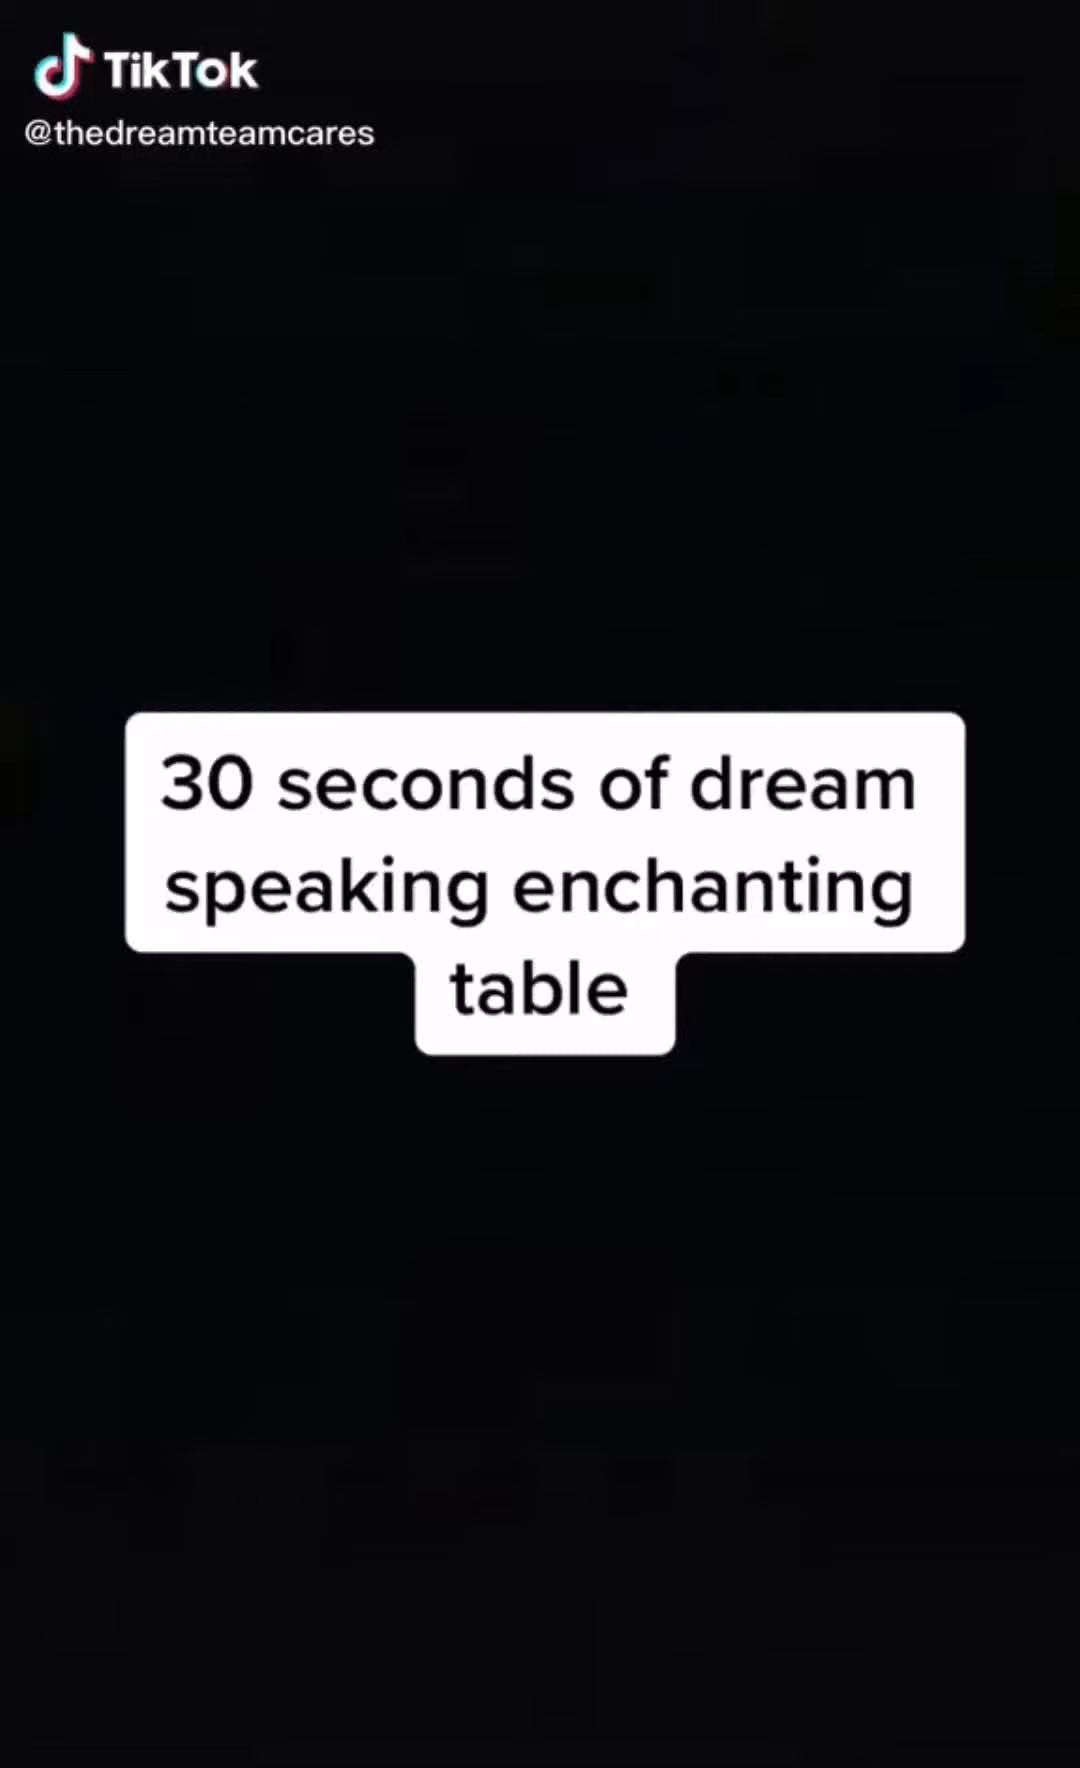 TikTok
@thedreamteamcares
30 seconds of dream
speaking enchanting
table